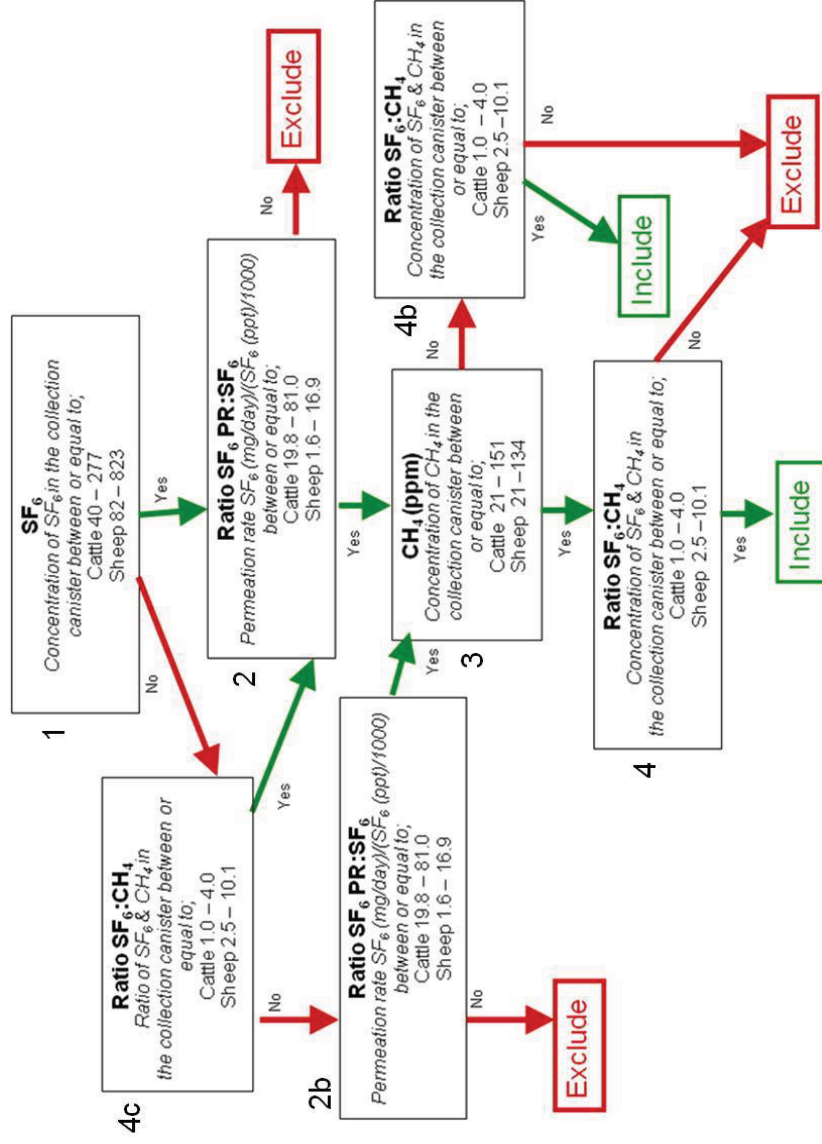 1
SF6
Concentration of SF6 in the collection
canister between or equal to;
Cattle 40 – 277
Sheep 82 – 823
No
Yes
4c
Ratio SF6:CH4
Ratio of SF6 & CH4 in
the collection canister between or
equal to;
Cattle 1.0 – 4.0
Sheep 2.5 – 10.1
No
Yes
2
Ratio SF6 PR:SF6
Permeation rate SF6 (mg/day)/(SF6 (ppt)/1000)
between or equal to;
Cattle 19.8 – 81.0
Sheep 1.6 – 16.9
No
Exclude
Yes
2b
Ratio SF6 PR:SF6
Permeation rate SF6 (mg/day)/(SF6 (ppt)/1000)
between or equal to;
Cattle 19.8 – 81.0
Sheep 1.6 – 16.9
No
Exclude
Yes
3
CH4 (ppm)
Concentration of CH4 in the
collection canister between
or equal to;
Cattle 21 – 151
Sheep 21 –134
No
Yes
4b
Ratio SF6:CH4
Concentration of SF6 & CH4 in
the collection canister between
or equal to;
Cattle 1.0 – 4.0
Sheep 2.5 –10.1
Yes
No
Include
4
Ratio SF6:CH4
Concentration of SF6 & CH4 in
the collection canister between or equal to;
Cattle 1.0 – 4.0
Sheep 2.5 – 10.1
Yes
No
Include
Exclude